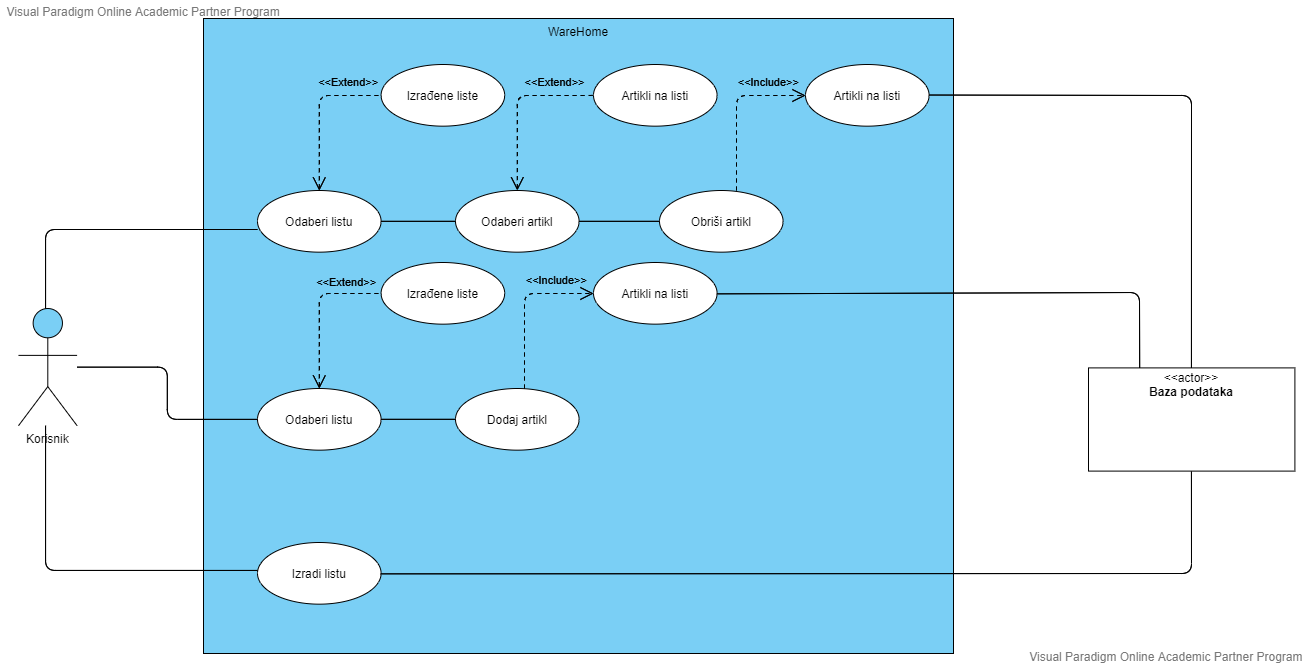 Visual Paradigm Online Academic Partner Program
WareHome
<<Extend>>
Izrađene liste
<<Extend>>
Artikli na listi
<<Include>>
Artikli na listi
Odaberi listu
Odaberi artikl
Obriši artikl
<<Extend>>
Izrađene liste
<<Include>>
Artikli na listi
<<actor>>
Baza podataka
Odaberi listu
Dodaj artikl
Korisnik
Izradi listu
Visual Paradigm Online Academic Partner Program